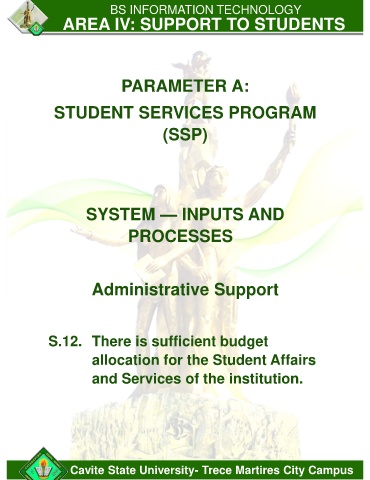 BS INFORMATION TECHNOLOGY
AREA IV: SUPPORT TO STUDENTS
PARAMETER A:
STUDENT SERVICES PROGRAM
(SSP)
SYSTEM — INPUTS AND
PROCESSES
Administrative Support
S.12. There is sufficient budget
allocation for the Student Affairs
and Services of the institution.
Cavite State University- Trece Martires City Campus